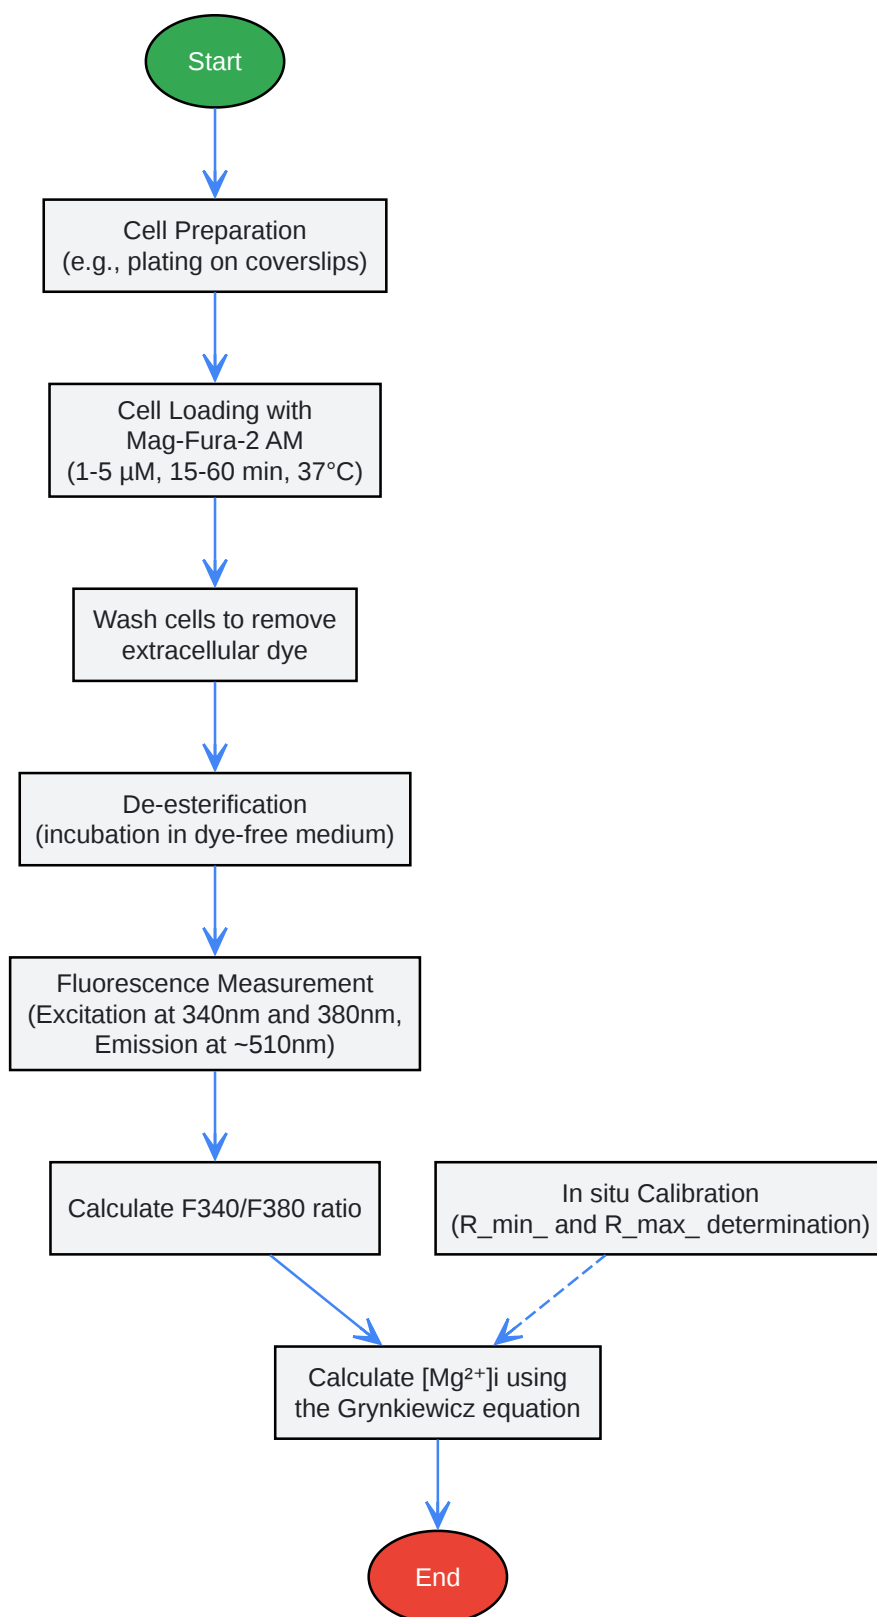 Start
Cell Preparation
(e.g., plating on coverslips)
Cell Loading with
Mag-Fura-2 AM
(1-5 µM, 15-60 min, 37°C)
Wash cells to remove
extracellular dye
De-esterification
(incubation in dye-free medium)
Fluorescence Measurement
(Excitation at 340nm and 380nm,
Emission at ~510nm)
Calculate F340/F380 ratio
In situ Calibration
(R_min_ and R_max_ determination)
Calculate [Mg²⁺]i using
the Grynkiewicz equation
End